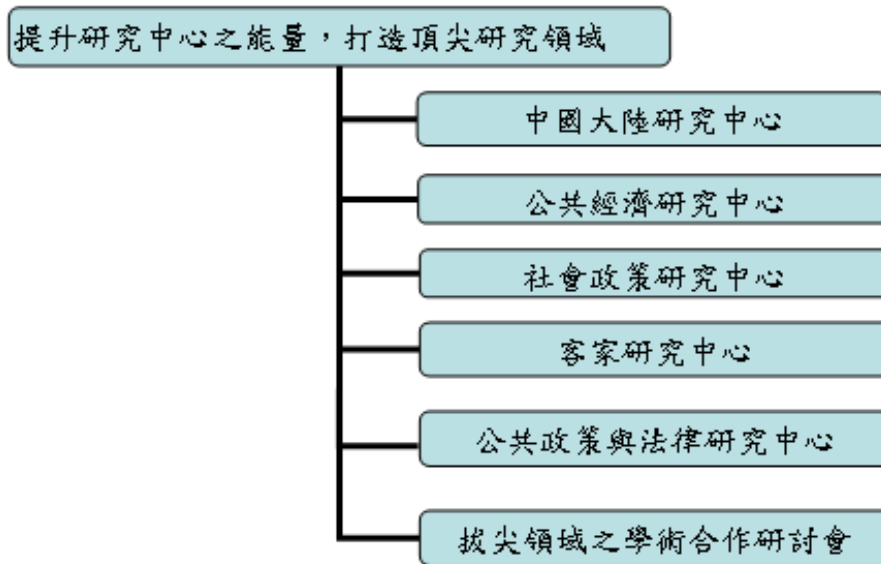 提升研究中心之能量，打造頂尖研究領域
中國大陸研究中心
公共經濟研究中心
社會政策研究中心
客家研究中心
公共政策與法律研究中心
拔尖領域之學術合作研討會